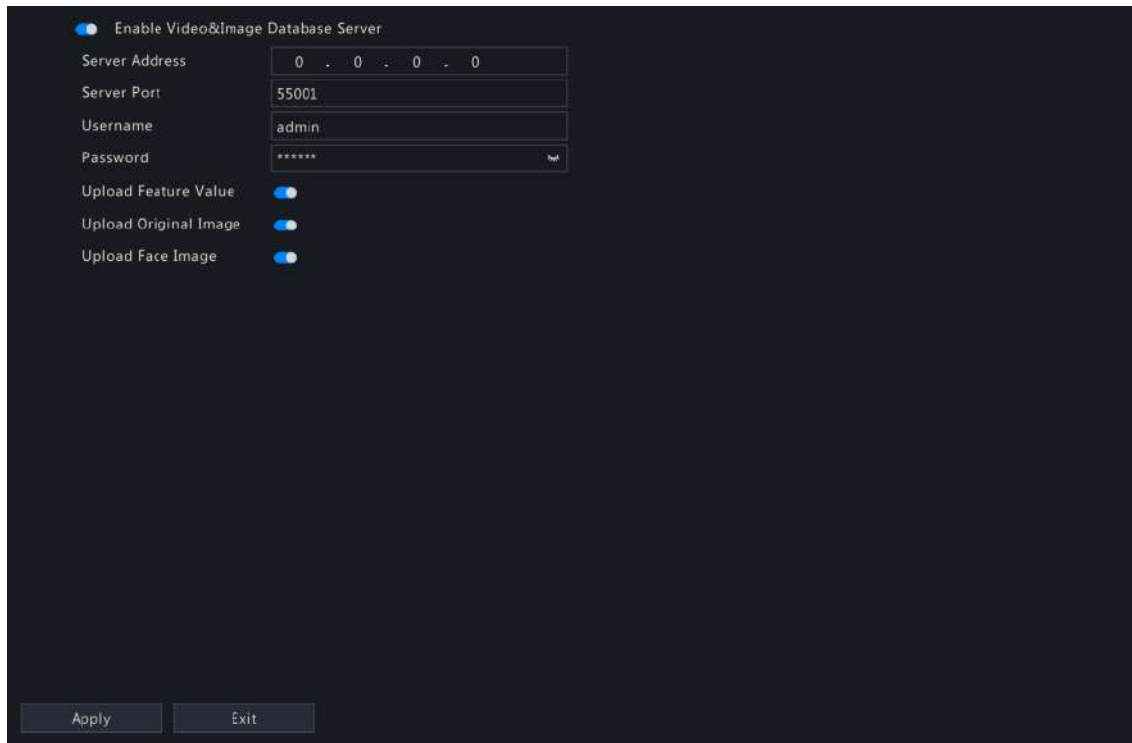 Enable Video&Image Database Server
Server Address 0 . 0 . 0 . 0
Server Port 55001
Username admin
Password ******
Upload Feature Value
Upload Original Image
Upload Face Image
Apply Exit